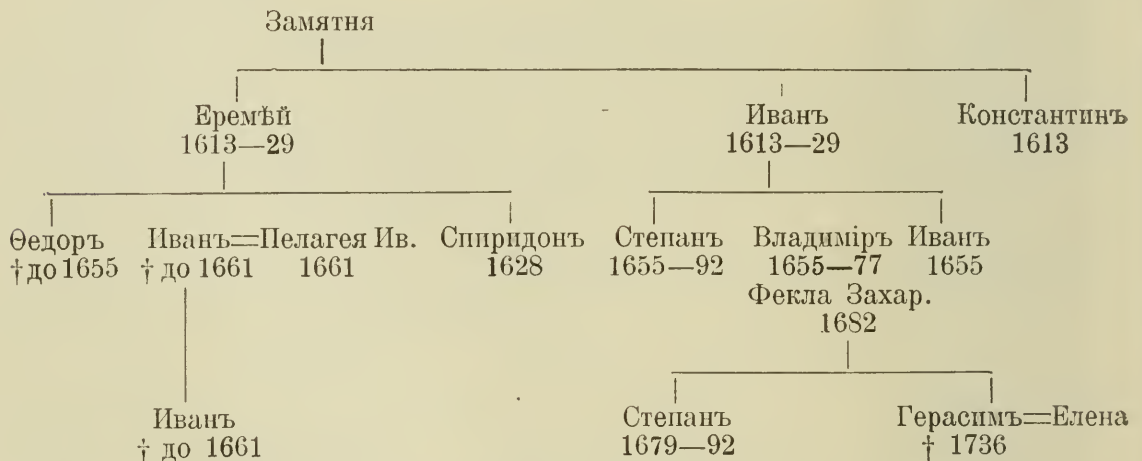 Замятня
Еремѣй Иванъ Константинъ
1613—29 1613—29 1613
Ѳедоръ Иванъ=Пелагея Ив. Спиридонъ Степанъ Владиміръ Иванъ
† до 1655 † до 1661 1661 1628 1655—92 1655—77 1655
Фекла Захар.
1682
Иванъ Степанъ Герасимъ=Елена
† до 1661 1679—92 † 1736